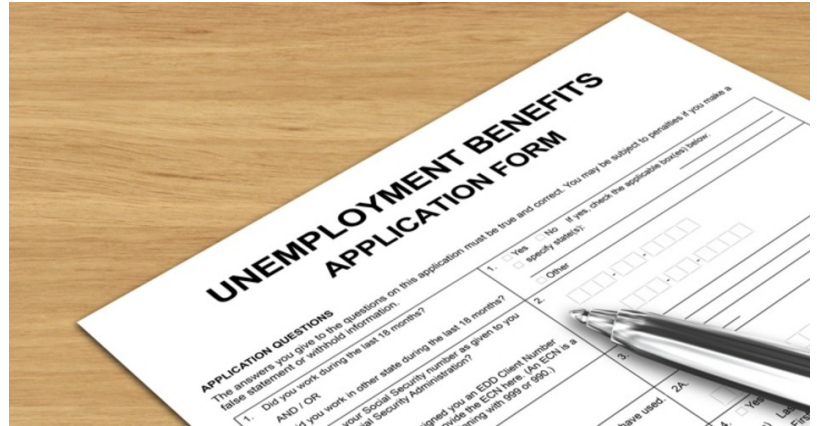 UNEMPLOYMENT BENEFITS
APPLICATION FORM
APPLICATION QUESTIONS
The answers you give to the questions on this application must be true and correct. You may be subject to penalties if you make a
false statement or withhold information.
1. Did you work during the last 18 months?
AND / OR
you work in other state during the last 18 months?
your Social Security number as given to you
Social Security Administration?
you an EDD Client Number
the ECN here. (An ECN is a
with 999 or 990.)
have used.
1. Yes No If yes, check the applicable box(es) below.
specify state(s):
Other
2.
3.
2A.
4. Yes